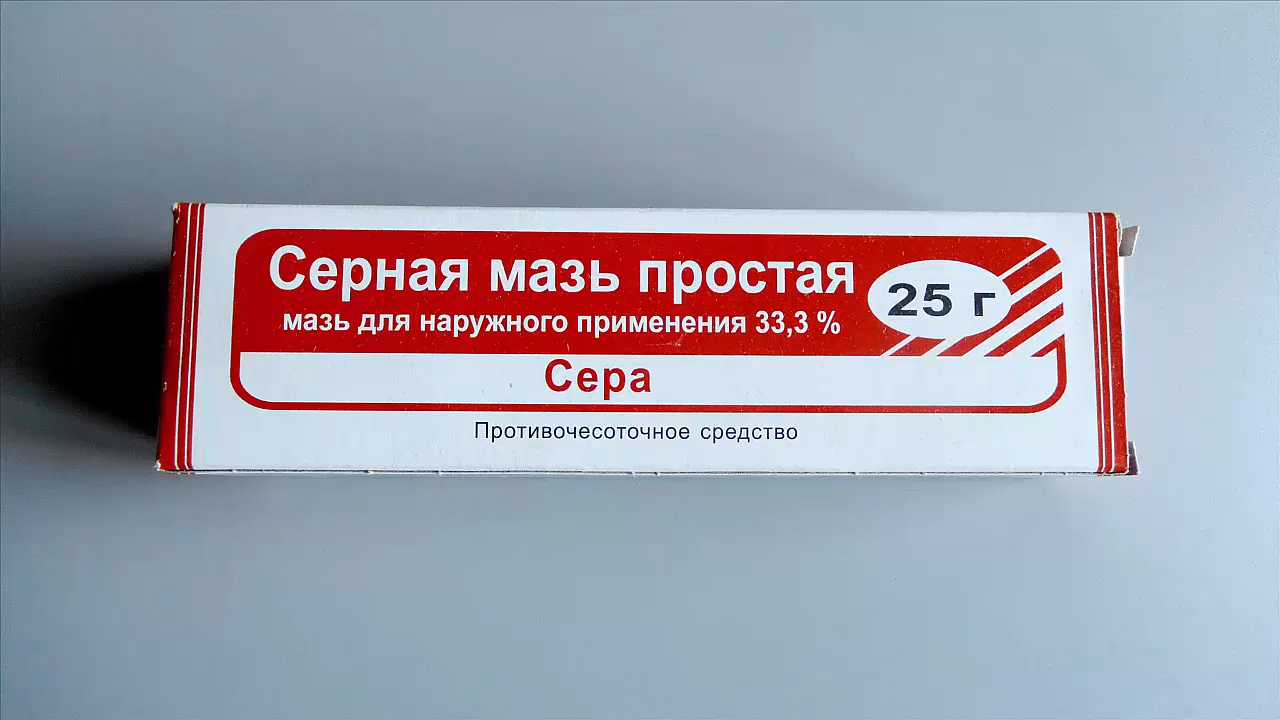 Серная мазь простая
мазь для наружного применения 33,3 %
25 г
Сера
Противочесоточное средство